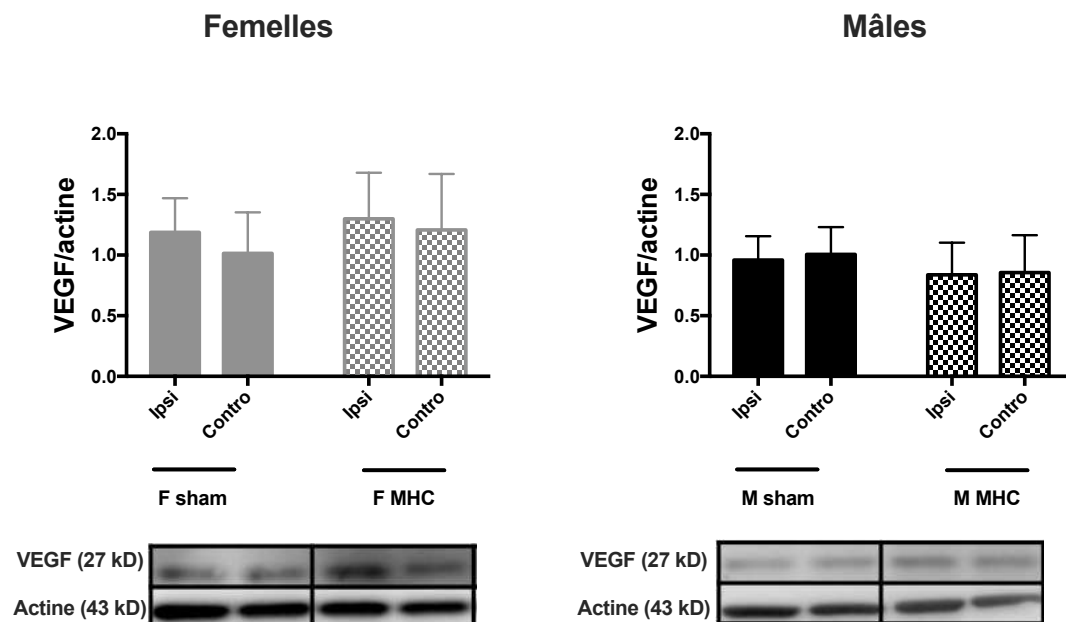 Femelles
Mâles
VEGF/actine
2.0
1.5
1.0
0.5
0.0
Ipsi
Contro
Ipsi
Contro
F sham
F MHC
VEGF/actine
2.0
1.5
1.0
0.5
0.0
Ipsi
Contro
Ipsi
Contro
M sham
M MHC
VEGF (27 kD)
Actine (43 kD)
VEGF (27 kD)
Actine (43 kD)